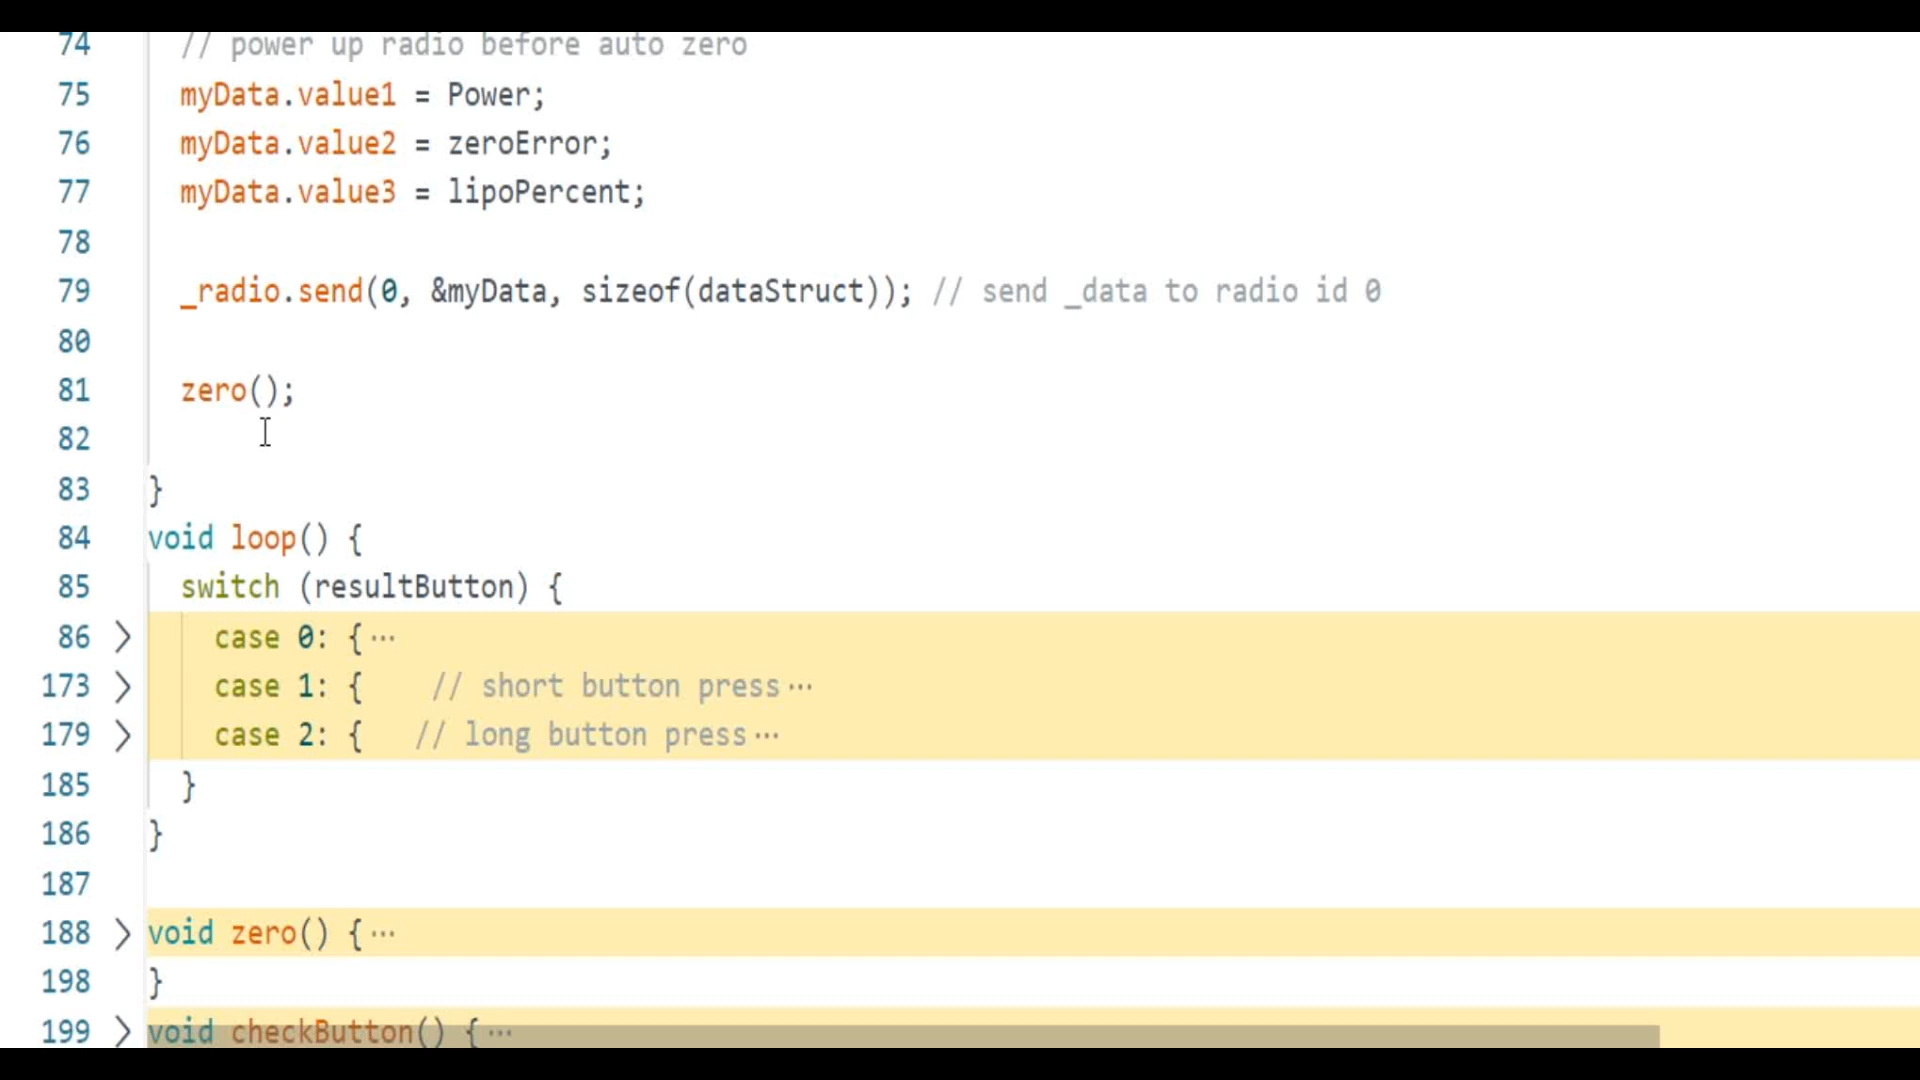 74 // power up radio before auto zero
75 myData.value1 = Power;
76 myData.value2 = zeroError;
77 myData.value3 = lipoPercent;
78
79 _radio.send(0, &myData, sizeof(dataStruct)); // send _data to radio id 0
80
81 zero();
82
83 }
84 void loop() {
85 switch (resultButton) {
86 > case 0: {···
173 > case 1: { // short button press···
179 > case 2: { // long button press···
185 }
186 }
187
188 > void zero() {···
198 }
199 > void checkButton() {···